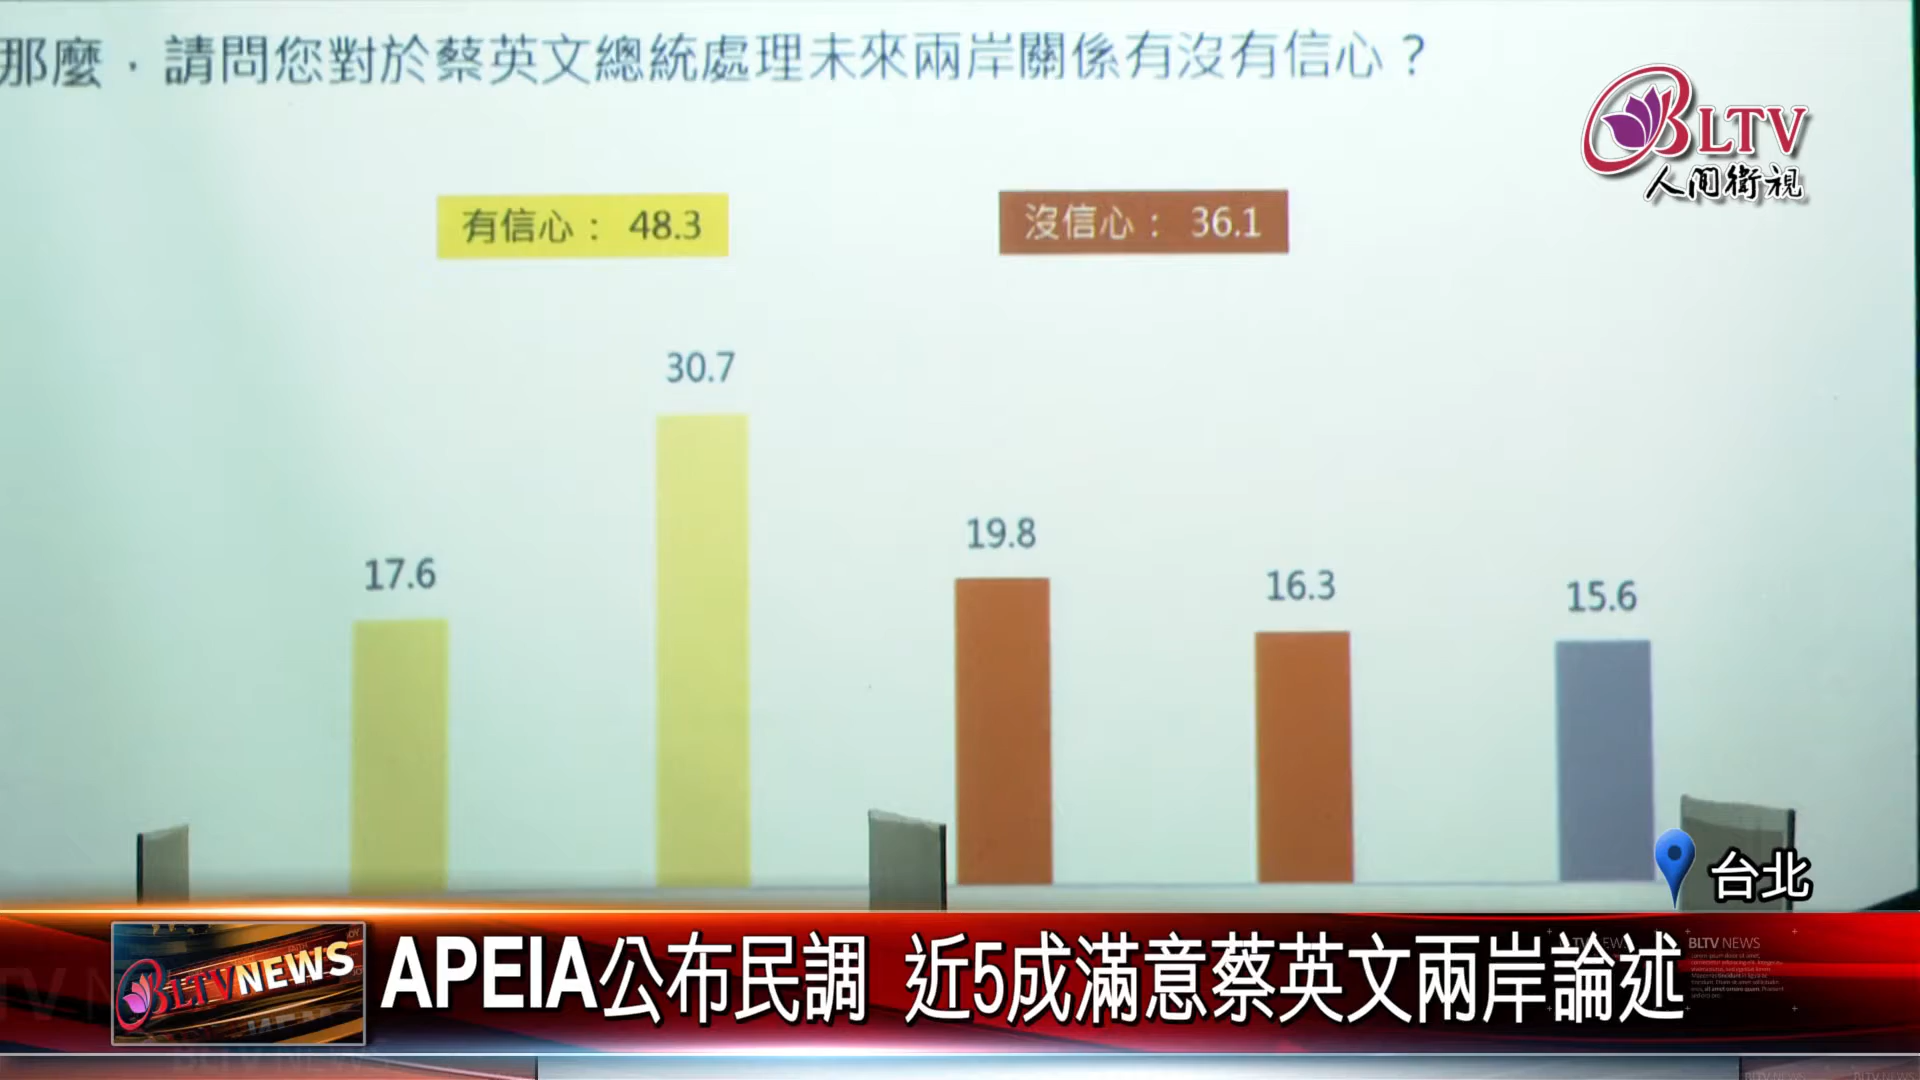 那麼，請問您對於蔡英文總統處理未來兩岸關係有沒有信心？
BLTV
人間衛視
有信心： 48.3
沒信心： 36.1
30.7
19.8
17.6
16.3
15.6
台北
BLTV NEWS
APEIA公布民調 近5成滿意蔡英文兩岸論述
BLTV NEWS